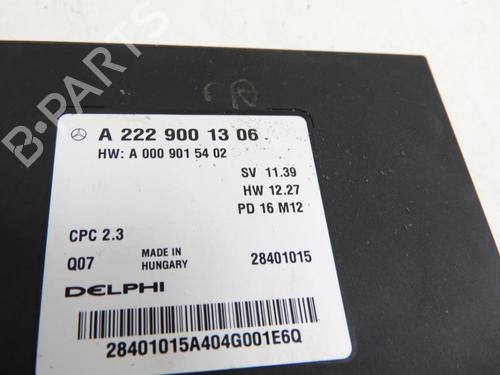 A 222 900 13 06
HW: A 000 901 54 02
SV 11.39
HW 12.27
PD 16 M12
CPC 2.3
Q07
MADE IN
HUNGARY
28401015
DELPHI
28401015A404G001E6Q
B-PARTS